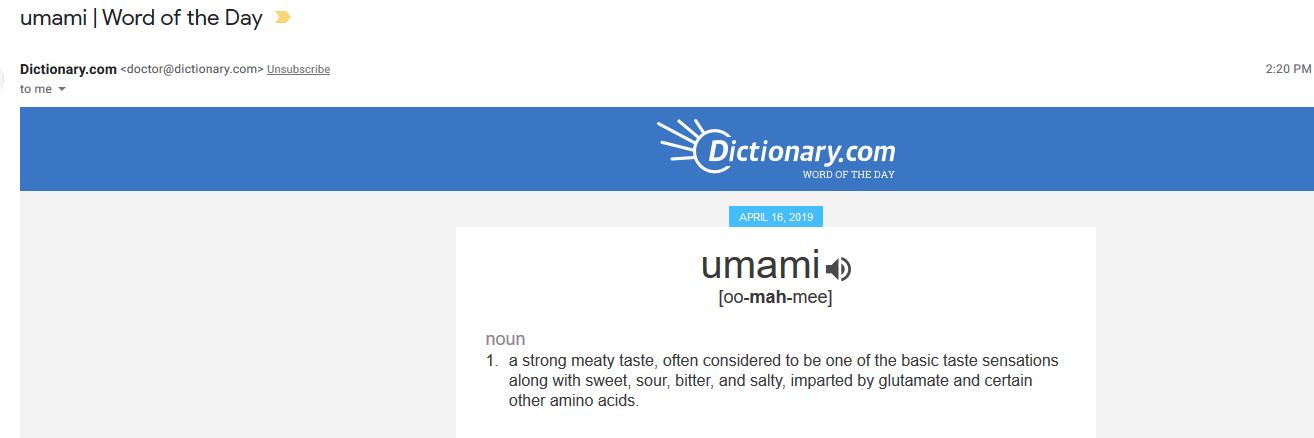 umami | Word of the Day
Dictionary.com <doctor@dictionary.com> Unsubscribe
2:20 PM
to me
Dictionary.com
WORD OF THE DAY
APRIL 16, 2019
umami
[oo-mah-mee]
noun
1. a strong meaty taste, often considered to be one of the basic taste sensations
along with sweet, sour, bitter, and salty, imparted by glutamate and certain
other amino acids.